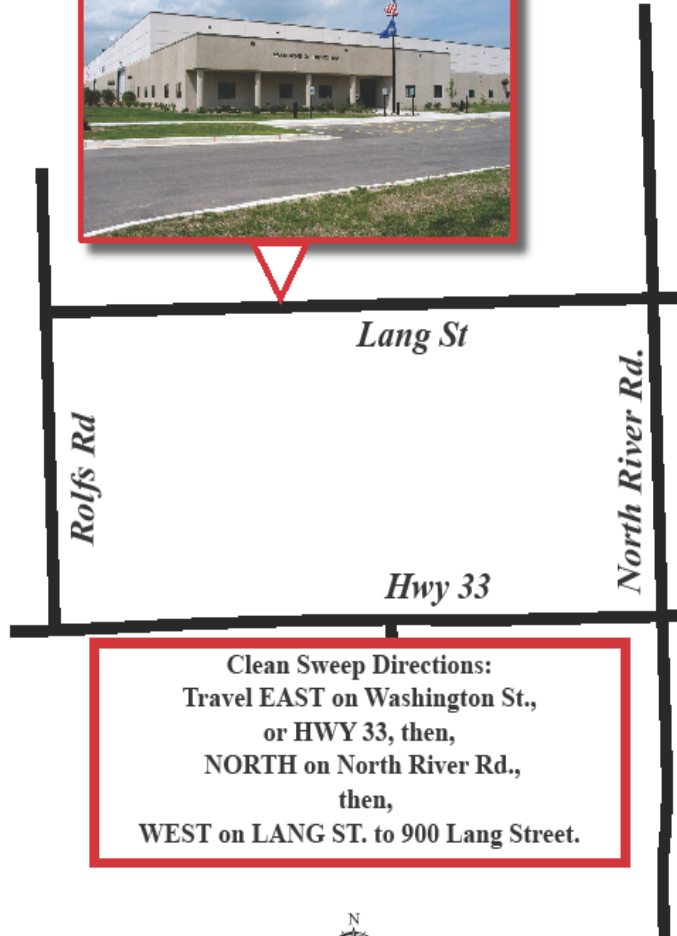 Lang St
Rolfs Rd
North River Rd.
Hwy 33
Clean Sweep Directions:
Travel EAST on Washington St.,
or HWY 33, then,
NORTH on North River Rd.,
then,
WEST on LANG ST. to 900 Lang Street.
N